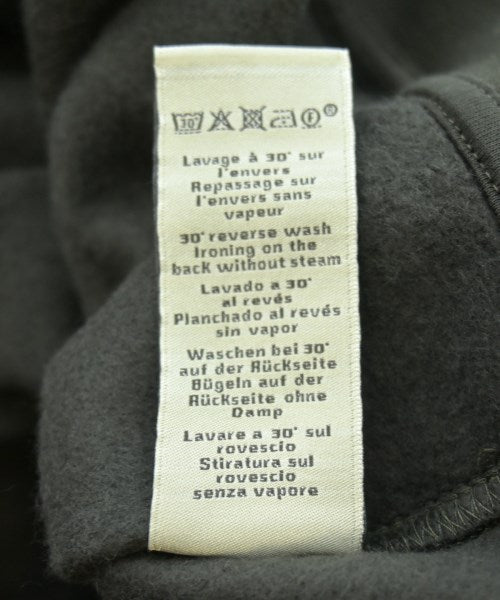 30°
F
®
Lavage à 30° sur
l'envers
Repassage sur
l'envers sans
vapeur
30° reverse wash
Ironing on the
back without steam
Lavado a 30°
al revés
Planchado al revés
sin vapor
Waschen bei 30°
auf der Rückseite
Bügeln auf der
Rückseite ohne
Damp
Lavare a 30° sul
rovescio
Stiratura sul
rovescio
senza vapore